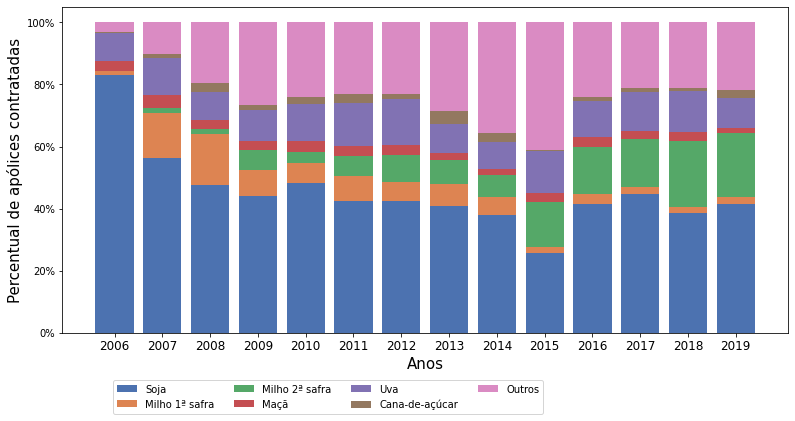 Percentual de apólices contratadas
100%
80%
60%
40%
20%
0%
2006 2007 2008 2009 2010 2011 2012 2013 2014 2015 2016 2017 2018 2019
Anos
Soja Milho 2ª safra Uva Outros
Milho 1ª safra Maçã Cana-de-açúcar